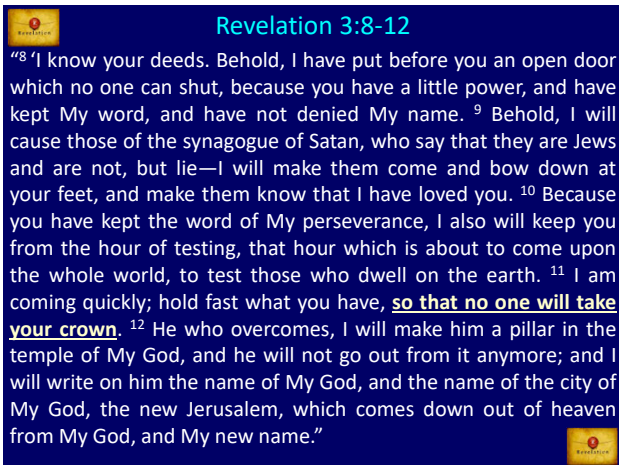 Revelation
Revelation 3:8-12
“⁸ ‘I know your deeds. Behold, I have put before you an open door
which no one can shut, because you have a little power, and have
kept My word, and have not denied My name. ⁹ Behold, I will
cause those of the synagogue of Satan, who say that they are Jews
and are not, but lie—I will make them come and bow down at
your feet, and make them know that I have loved you. ¹⁰ Because
you have kept the word of My perseverance, I also will keep you
from the hour of testing, that hour which is about to come upon
the whole world, to test those who dwell on the earth. ¹¹ I am
coming quickly; hold fast what you have, so that no one will take
your crown. ¹² He who overcomes, I will make him a pillar in the
temple of My God, and he will not go out from it anymore; and I
will write on him the name of My God, and the name of the city of
My God, the new Jerusalem, which comes down out of heaven
from My God, and My new name.”
Revelation